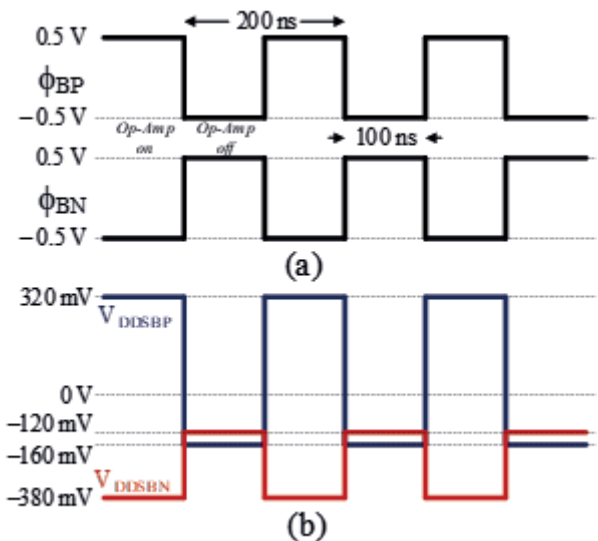 200 ns
0.5 V
ϕBP
−0.5 V
Op-Amp on
Op-Amp off
100 ns
0.5 V
ϕBN
−0.5 V
(a)
320 mV
VDDSBP
0 V
−120 mV
−160 mV
VDDSBN
−380 mV
(b)